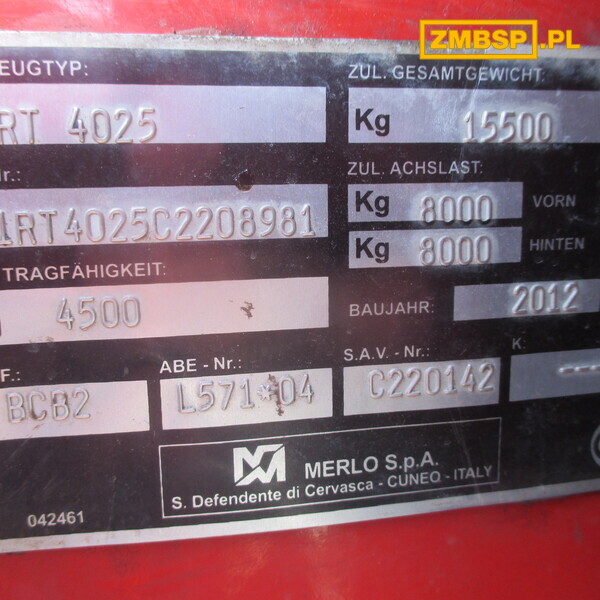 ZMBSP.PL
EUGTYP:
ZUL. GESAMTGEWICHT:
RT 4025
Kg 15500
Nr.:
ZUL. ACHSLAST:
1RT4025C2208981
Kg 8000 VORN
Kg 8000 HINTEN
TRAGFÄHIGKEIT:
4500
BAUJAHR: 2012
F.:
ABE - Nr.:
S.A.V. - Nr.:
K:
BCB2
L571*04
C220142
MERLO S.p.A.
S. Defendente di Cervasca - CUNEO - ITALY
042461